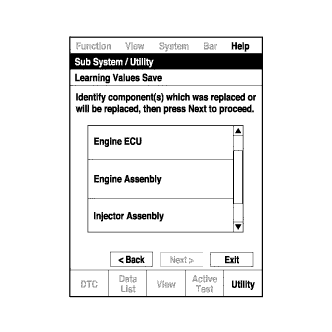 Function View System Bar Help
Sub System / Utility
Learning Values Save
Identify component(s) which was replaced or
will be replaced, then press Next to proceed.
Engine ECU
Engine Assenbly
Injector Assenbly
< Back Next > Exit
DTC Data List View Active Test Utility